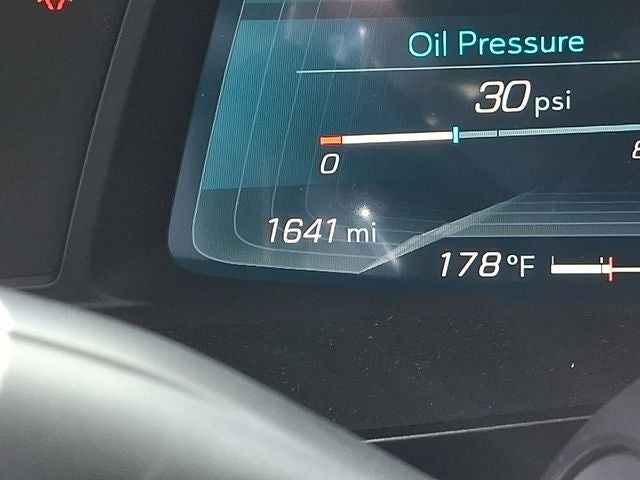 Oil Pressure
30 psi
0
1641 mi
178°F